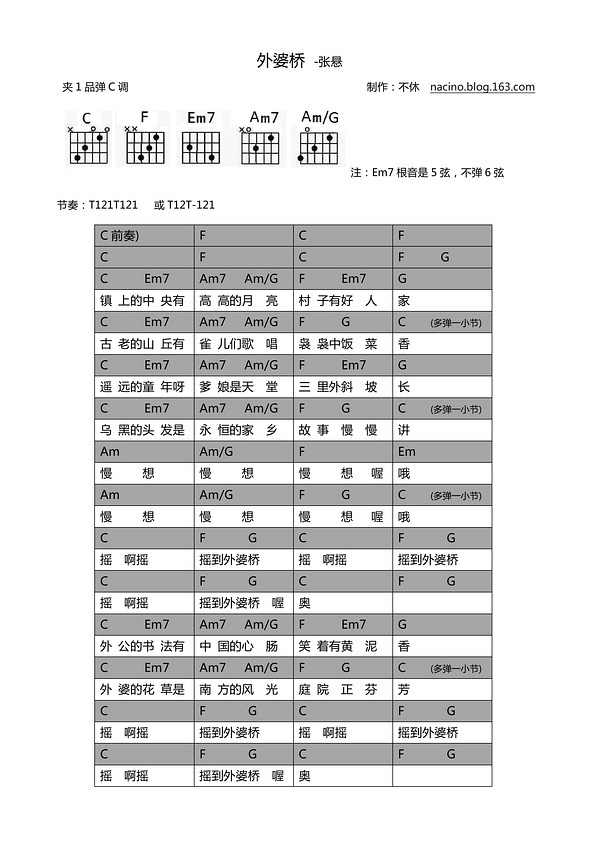 外婆桥 -张悬
夹1品弹C调 制作：不休 nacino.blog.163.com
C F Em7 Am7 Am/G
注：Em7根音是5弦，不弹6弦
节奏：T121T121 或T12T-121
C前奏) F C F
C F C F G
C Em7 Am7 Am/G F Em7 G
镇 上的中 央有 高 高的月 亮 村 子有好 人 家
C Em7 Am7 Am/G F G C (多弹一小节)
古 老的山 丘有 雀 儿们歌 唱 袅 袅中饭 菜 香
C Em7 Am7 Am/G F Em7 G
遥 远的童 年呀 爹 娘是天 堂 三 里外斜 坡 长
C Em7 Am7 Am/G F G C (多弹一小节)
乌 黑的头 发是 永 恒的家 乡 故 事 慢 慢 讲
Am Am/G F Em
慢 想 慢 想 慢 想 喔 哦
Am Am/G F G C (多弹一小节)
慢 想 慢 想 慢 想 喔 哦
C F G C F G
摇 啊摇 摇到外婆桥 摇 啊摇 摇到外婆桥
C F G C F G
摇 啊摇 摇到外婆桥 喔 奥
C Em7 Am7 Am/G F Em7 G
外 公的书 法有 中 国的心 肠 笑 着有黄 泥 香
C Em7 Am7 Am/G F G C (多弹一小节)
外 婆的花 草是 南 方的风 光 庭 院 正 芬 芳
C F G C F G
摇 啊摇 摇到外婆桥 摇 啊摇 摇到外婆桥
C F G C F G
摇 啊摇 摇到外婆桥 喔 奥